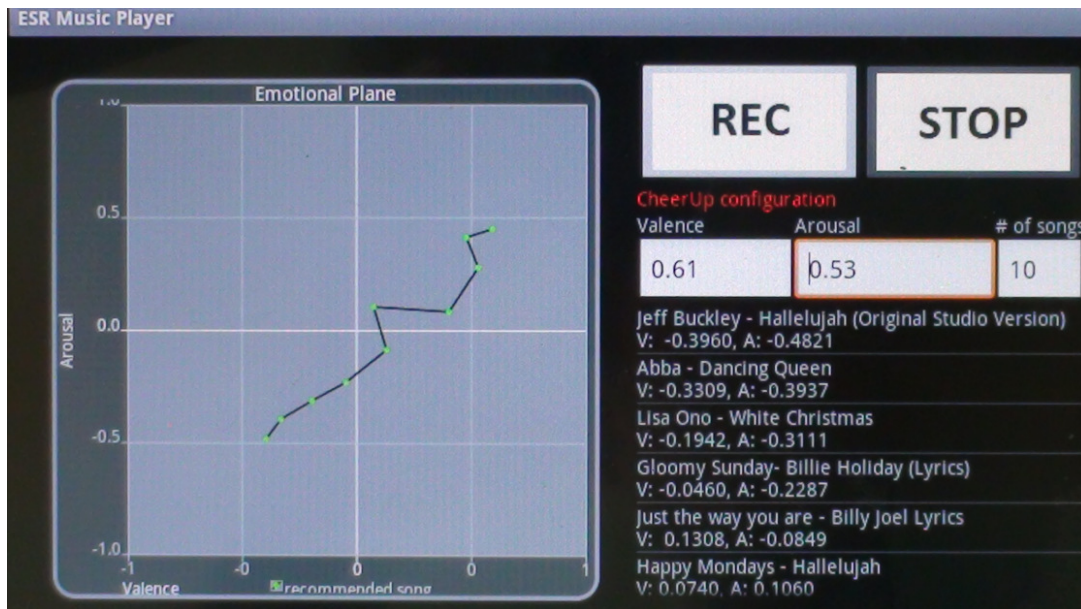 ESR Music Player
Emotional Plane
1.0
0.5
0.0
-0.5
-1.0
Arousal
-1
-0
0
0
1
Valence
recommended song
REC
STOP
CheerUp configuration
Valence
Arousal
# of songs
0.61
0.53
10
Jeff Buckley - Hallelujah (Original Studio Version)
V: -0.3960, A: -0.4821
Abba - Dancing Queen
V: -0.3309, A: -0.3937
Lisa Ono - White Christmas
V: -0.1942, A: -0.3111
Gloomy Sunday- Billie Holiday (Lyrics)
V: -0.0460, A: -0.2287
Just the way you are - Billy Joel Lyrics
V: 0.1308, A: -0.0849
Happy Mondays - Hallelujah
V: 0.0740, A: 0.1060